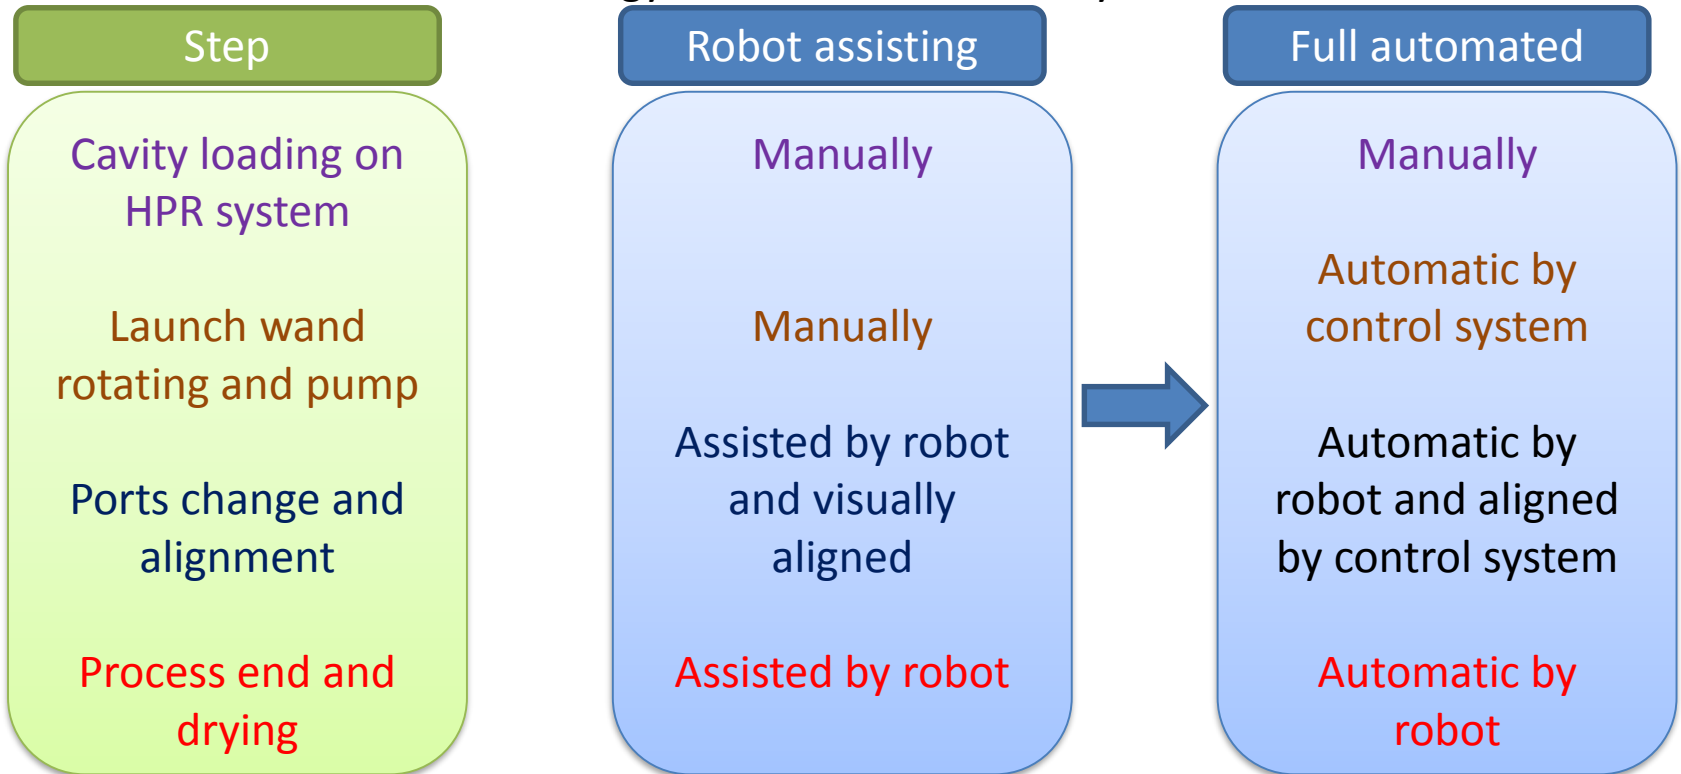 Step
Cavity loading on
HPR system
Launch wand
rotating and pump
Ports change and
alignment
Process end and
drying
Robot assisting
Manually
Manually
Assisted by robot
and visually
aligned
Assisted by robot
Full automated
Manually
Automatic by
control system
Automatic by
robot and aligned
by control system
Automatic by
robot